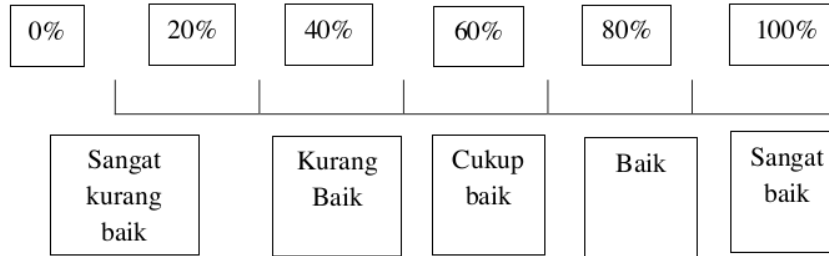 0%
20%
40%
60%
80%
100%
Sangat
kurang
baik
Kurang
Baik
Cukup
baik
Baik
Sangat
baik